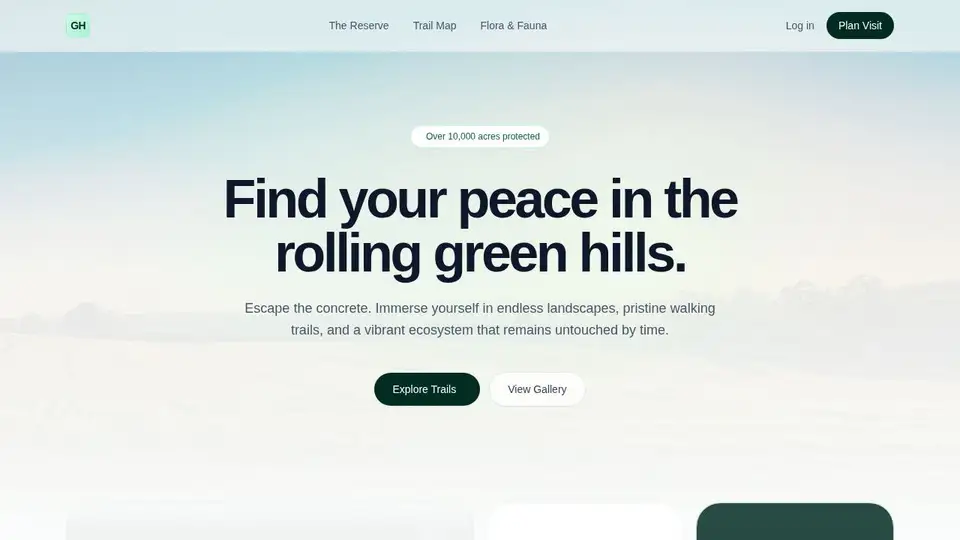 GH
The Reserve
Trail Map
Flora & Fauna
Log in
Plan Visit
Over 10,000 acres protected
Find your peace in the
rolling green hills.
Escape the concrete. Immerse yourself in endless landscapes, pristine walking
trails, and a vibrant ecosystem that remains untouched by time.
Explore Trails
View Gallery